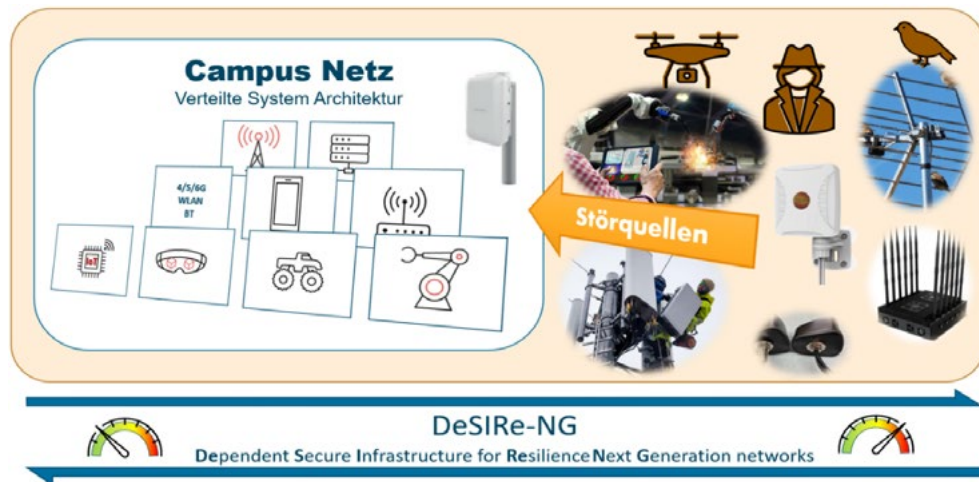 Campus Netz
Verteilte System Architektur
4/5/6G
WLAN
BT
IoT
Störquellen
DeSIRe-NG
Dependent Secure Infrastructure for Resilience Next Generation networks